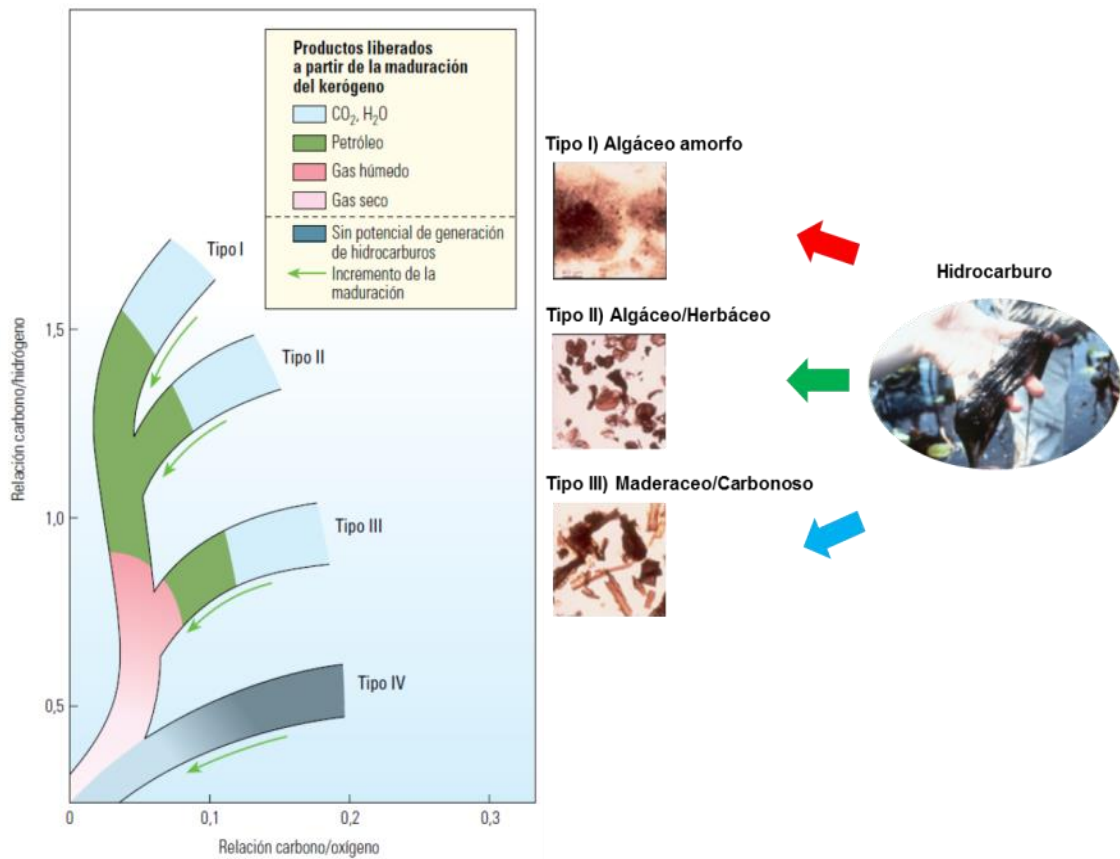 Productos liberados
a partir de la maduración
del kerógeno
CO₂, H₂O
Petróleo
Gas húmedo
Gas seco
Sin potencial de generación
de hidrocarburos
Incremento de la
maduración
Tipo I
Tipo II
Tipo III
Tipo IV
1,5
1,0
0,5
0
0,1
0,2
0,3
Relación carbono/hidrógeno
Relación carbono/oxígeno
Tipo I) Algáceo amorfo
Tipo II) Algáceo/Herbáceo
Tipo III) Maderaceo/Carbonoso
Hidrocarburo